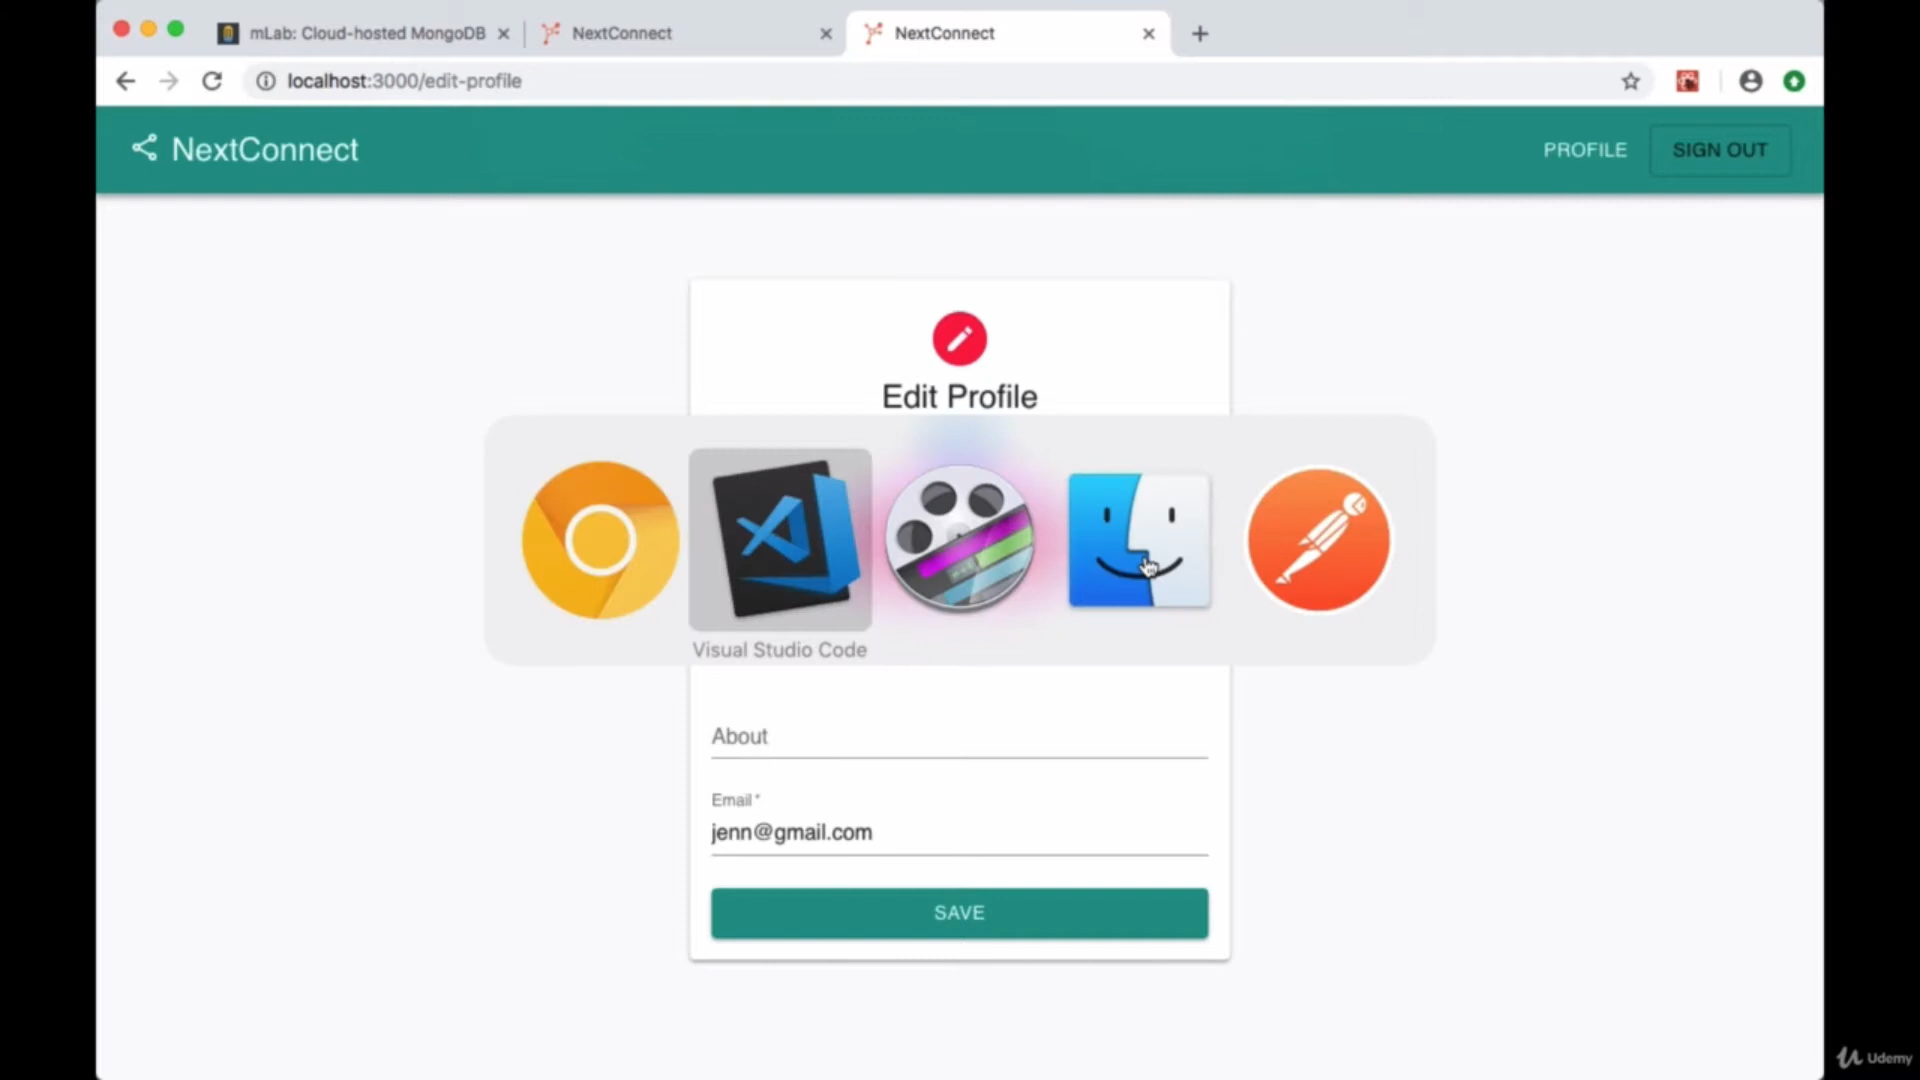 mLab: Cloud-hosted MongoDB
NextConnect
NextConnect
localhost:3000/edit-profile
NextConnect
PROFILE
SIGN OUT
Edit Profile
Visual Studio Code
About
Email *
jenn@gmail.com
SAVE
Udemy